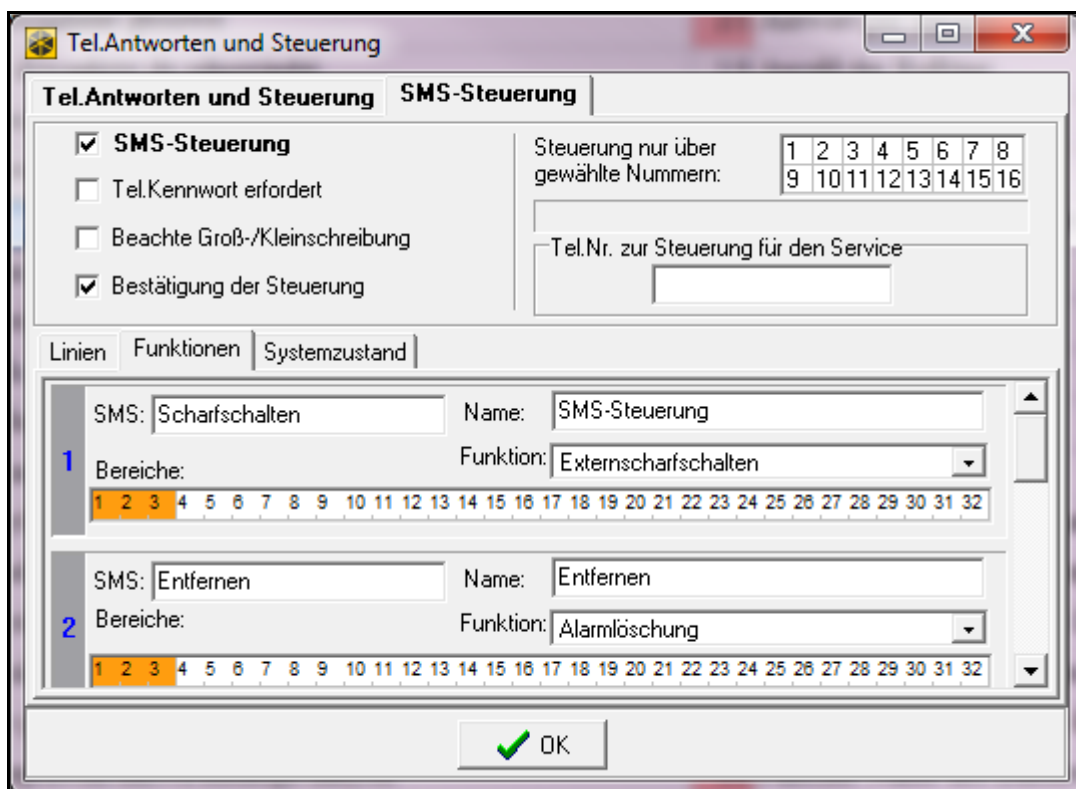 Tel.Antworten und Steuerung
Tel.Antworten und Steuerung SMS-Steuerung
SMS-Steuerung
Tel.Kennwort erfordert
Beachte Groß-/Kleinschreibung
Bestätigung der Steuerung
Steuerung nur über
gewählte Nummern:
1 2 3 4 5 6 7 8
9 10 11 12 13 14 15 16
Tel.Nr. zur Steuerung für den Service
Linien Funktionen Systemzustand
1
SMS: Scharfschalten Name: SMS-Steuerung
Bereiche: Funktion: Externscharfschalten
1 2 3 4 5 6 7 8 9 10 11 12 13 14 15 16 17 18 19 20 21 22 23 24 25 26 27 28 29 30 31 32
2
SMS: Entfernen Name: Entfernen
Bereiche: Funktion: Alarmlöschung
1 2 3 4 5 6 7 8 9 10 11 12 13 14 15 16 17 18 19 20 21 22 23 24 25 26 27 28 29 30 31 32
OK